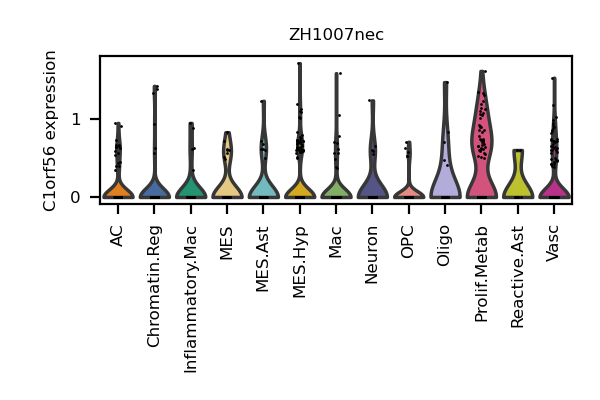 ZH1007nec
C1orf56 expression
1
0
AC
Chromatin.Reg
Inflammatory.Mac
MES
MES.Ast
MES.Hyp
Mac
Neuron
OPC
Oligo
Prolif.Metab
Reactive.Ast
Vasc